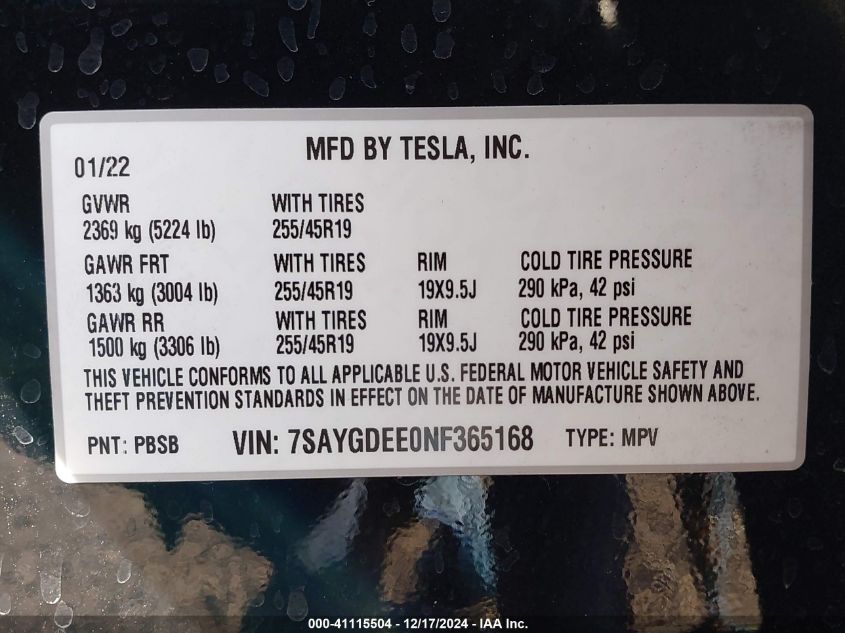 MFD BY TESLA, INC.
01/22
GVWR WITH TIRES
2369 kg (5224 lb) 255/45R19
GAWR FRT WITH TIRES RIM COLD TIRE PRESSURE
1363 kg (3004 lb) 255/45R19 19X9.5J 290 kPa, 42 psi
GAWR RR WITH TIRES RIM COLD TIRE PRESSURE
1500 kg (3306 lb) 255/45R19 19X9.5J 290 kPa, 42 psi
THIS VEHICLE CONFORMS TO ALL APPLICABLE U.S. FEDERAL MOTOR VEHICLE SAFETY AND
THEFT PREVENTION STANDARDS IN EFFECT ON THE DATE OF MANUFACTURE SHOWN ABOVE.
PNT: PBSB VIN: 7SAYGDEE0NF365168 TYPE: MPV
000-41115504 - 12/17/2024 - IAA Inc.